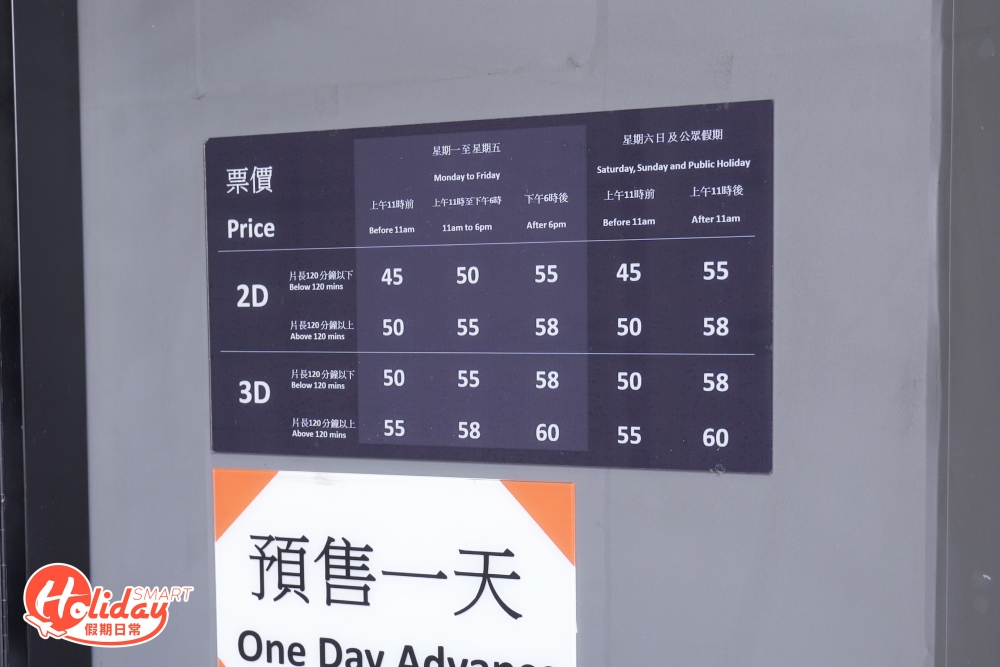 票價
Price
星期一至星期五
Monday to Friday
星期六日及公眾假期
Saturday, Sunday and Public Holiday
上午11時前
Before 11am
上午11時至下午6時
11am to 6pm
下午6時後
After 6pm
上午11時前
Before 11am
上午11時後
After 11am
2D
片長120分鐘以下
Below 120 mins
45 50 55 45 55
片長120分鐘以上
Above 120 mins
50 55 58 50 58
3D
片長120分鐘以下
Below 120 mins
50 55 58 50 58
片長120分鐘以上
Above 120 mins
55 58 60 55 60
預售一天
One Day
Holiday SMART
假期日常